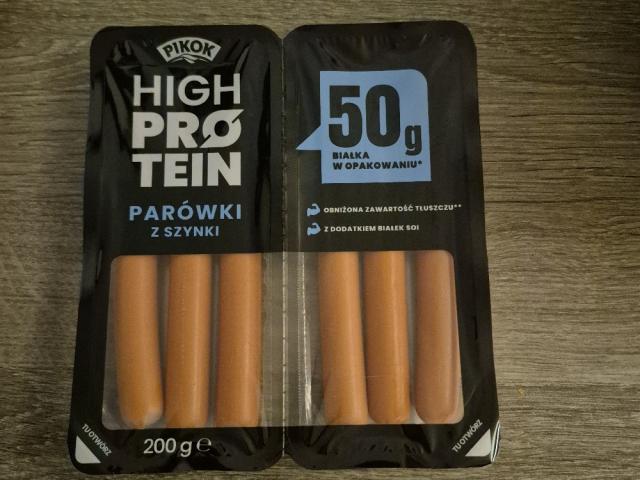 PIKOK
HIGH
PRO
TEIN
PARÓWKI
Z SZYNKI
200 g ℮
TU OTWÓRZ
50g
BIAŁKA
W OPAKOWANIU*
OBNIŻONA ZAWARTOŚĆ TŁUSZCZU**
Z DODATKIEM BIAŁEK SOI
TU OTWÓRZ